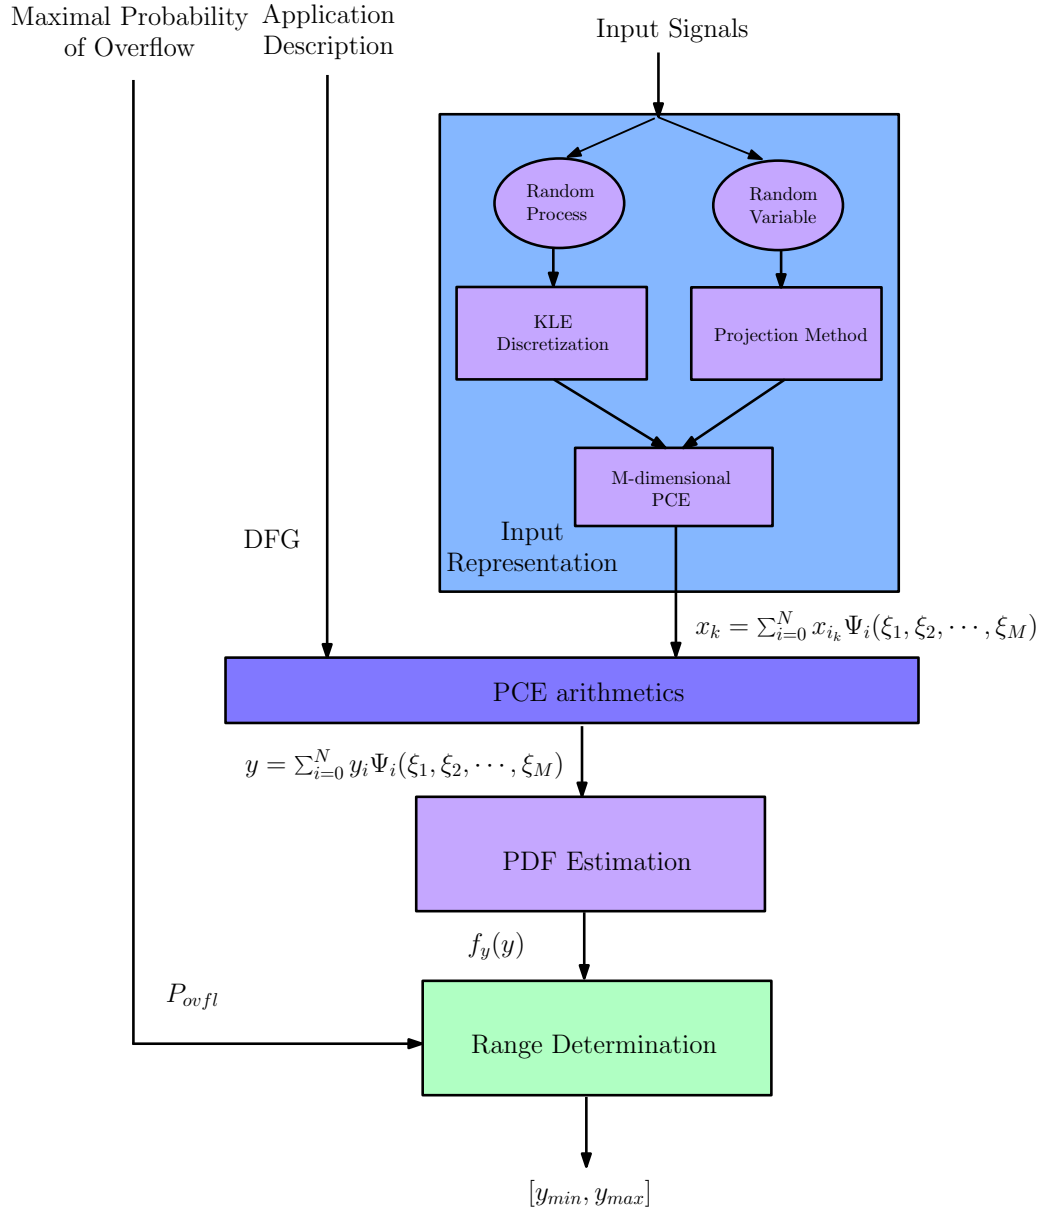 Maximal Probability
of Overflow
Application
Description
Input Signals
Random
Process
Random
Variable
KLE
Discretization
Projection Method
M-dimensional
PCE
Input
Representation
DFG
$x_k = \sum_{i=0}^{N} x_{i_k} \Psi_i(\xi_1, \xi_2, \cdots, \xi_M)$
PCE arithmetics
$y = \sum_{i=0}^{N} y_i \Psi_i(\xi_1, \xi_2, \cdots, \xi_M)$
PDF Estimation
$f_y(y)$
$P_{ovfl}$
Range Determination
$[y_{min}, y_{max}]$